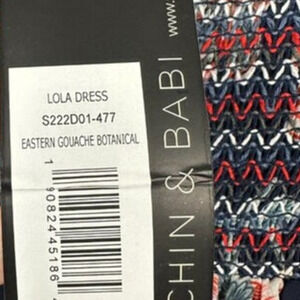 LOLA DRESS
S222D01-477
EASTERN GOUACHE BOTANICAL
1 90824 45186
CHIN & BABI
www.